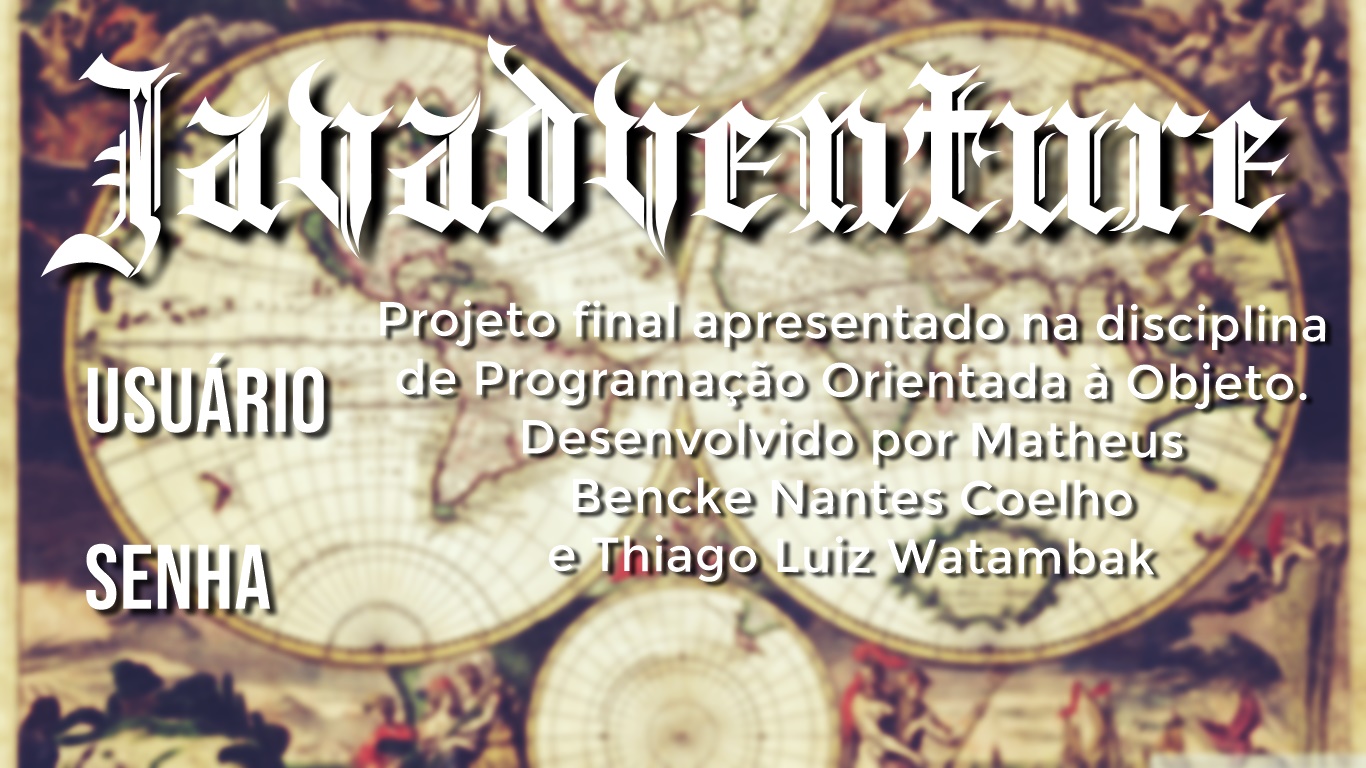 Javadventure
Projeto final apresentado na disciplina
de Programação Orientada à Objeto.
Desenvolvido por Matheus
Bencke Nantes Coelho
e Thiago Luiz Watambak
USUÁRIO
SENHA